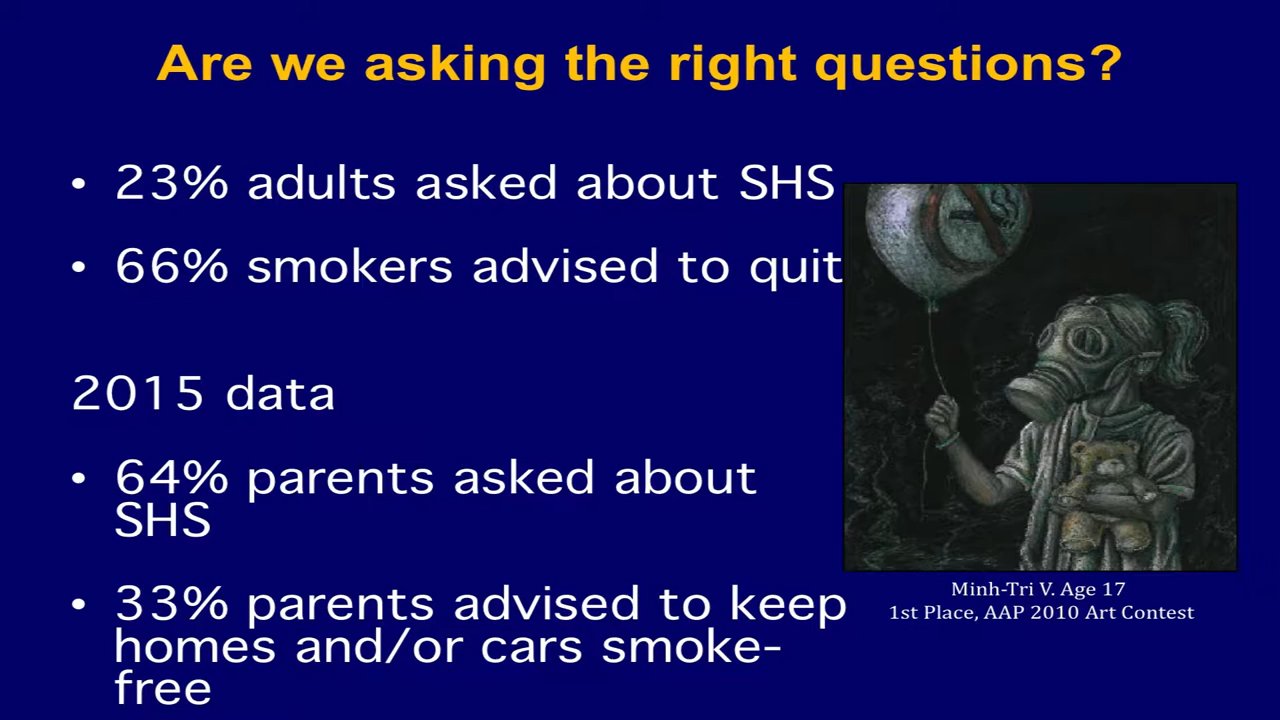 Are we asking the right questions?
• 23% adults asked about SHS
• 66% smokers advised to quit
2015 data
• 64% parents asked about
SHS
• 33% parents advised to keep
homes and/or cars smoke-
free
Minh-Tri V. Age 17
1st Place, AAP 2010 Art Contest